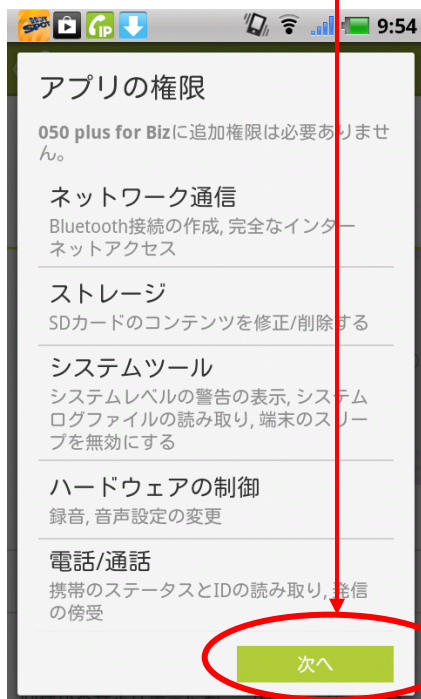 9:54
アプリの権限
050 plus for Bizに追加権限は必要ありませ
ん。
ネットワーク通信
Bluetooth接続の作成, 完全なインター
ネットアクセス
ストレージ
SDカードのコンテンツを修正/削除する
システムツール
システムレベルの警告の表示, システム
ログファイルの読み取り, 端末のスリー
プを無効にする
ハードウェアの制御
録音, 音声設定の変更
電話/通話
携帯のステータスとIDの読み取り, 発信
の傍受
次へ